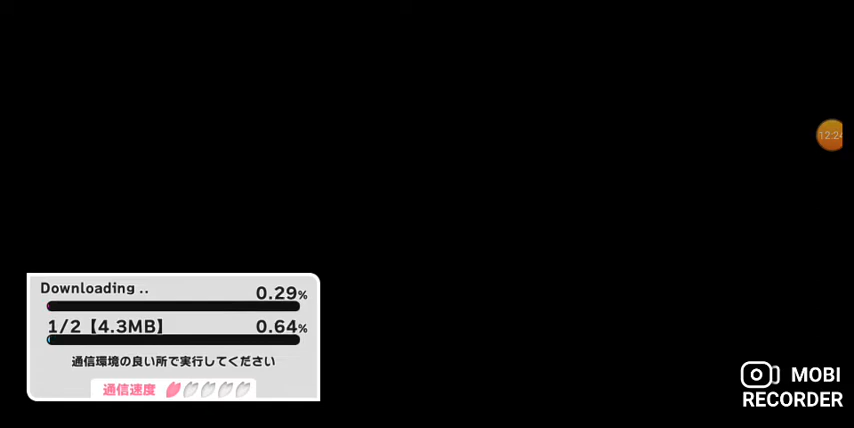 12:24
Downloading ..
0.29%
1/2【4.3MB】
0.64%
通信環境の良い所で実行してください
通信速度
MOBI
RECORDER